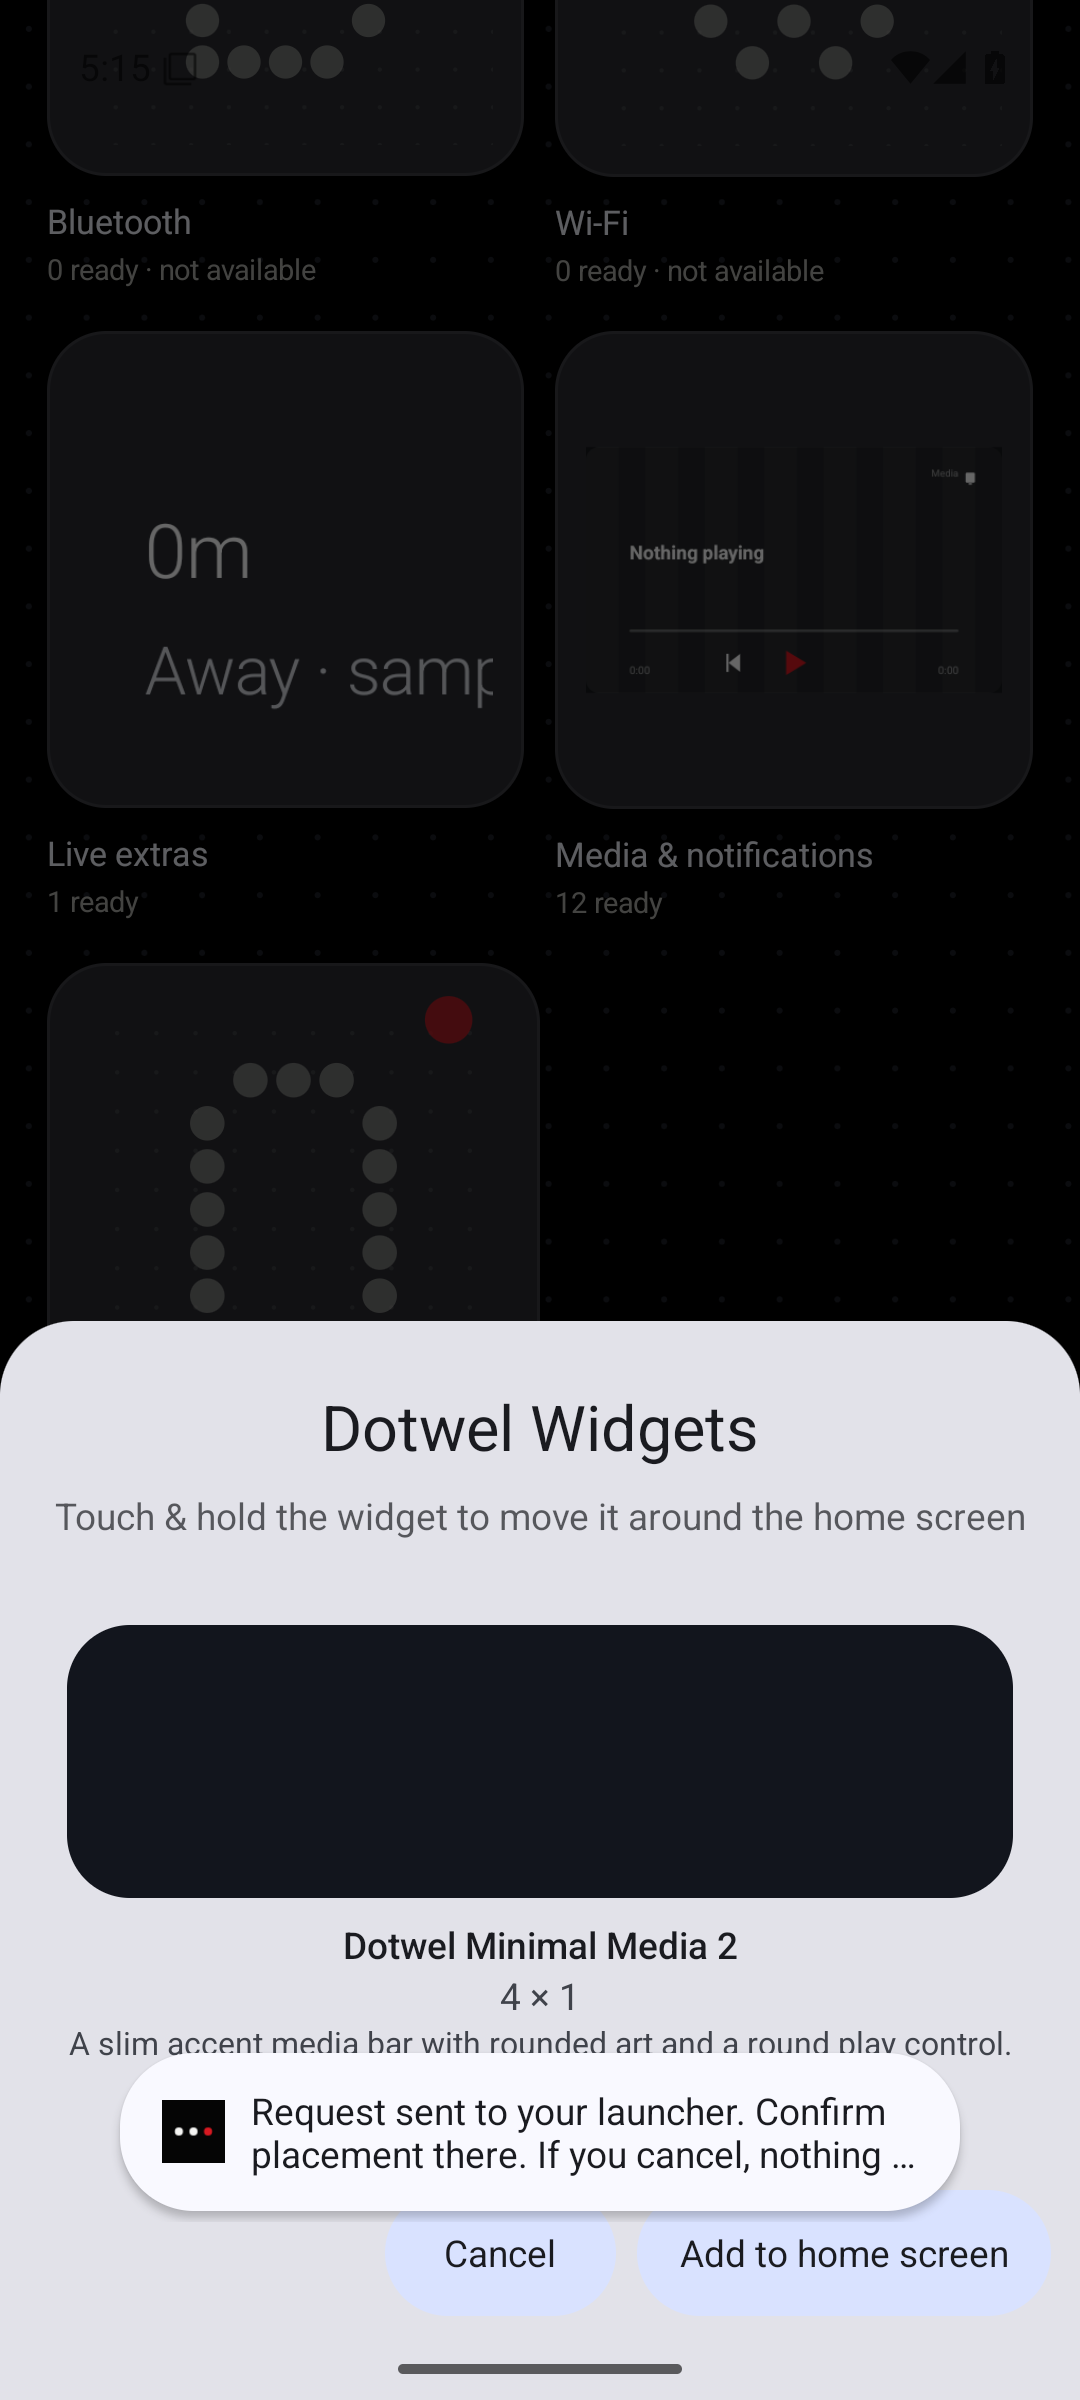 5:15
Bluetooth
0 ready · not available
Wi-Fi
0 ready · not available
0m
Away · samp
Media
Nothing playing
0:00
0:00
Live extras
1 ready
Media & notifications
12 ready
Dotwel Widgets
Touch & hold the widget to move it around the home screen
Dotwel Minimal Media 2
4 × 1
A slim accent media bar with rounded art and a round play control.
Request sent to your launcher. Confirm
placement there. If you cancel, nothing ...
Cancel
Add to home screen